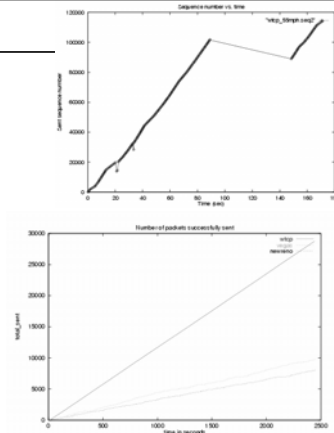 Sequence number vs. time
120000
"wtcp_55mph.seq2"
100000
80000
60000
40000
20000
0
0 20 40 60 80 100 120 140 160 180
Time (sec)
Sent sequence number
Number of packets successfully sent
30000
wtcp
vegas
newreno
25000
20000
15000
10000
5000
0
0 500 1000 1500 2000 2500
time in seconds
total_sent